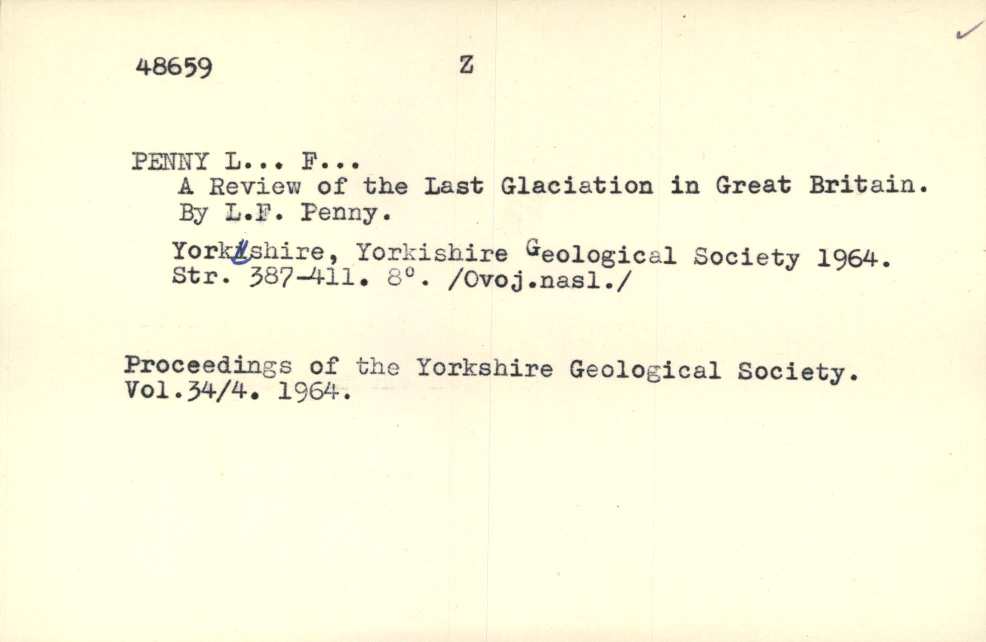 48659 Z
PENNY L... F...
A Review of the Last Glaciation in Great Britain.
By L.F. Penny.
Yorkshire, Yorkishire Geological Society 1964.
Str. 387-411. 8°. /Ovoj.nasl./
Proceedings of the Yorkshire Geological Society.
Vol.34/4. 1964.